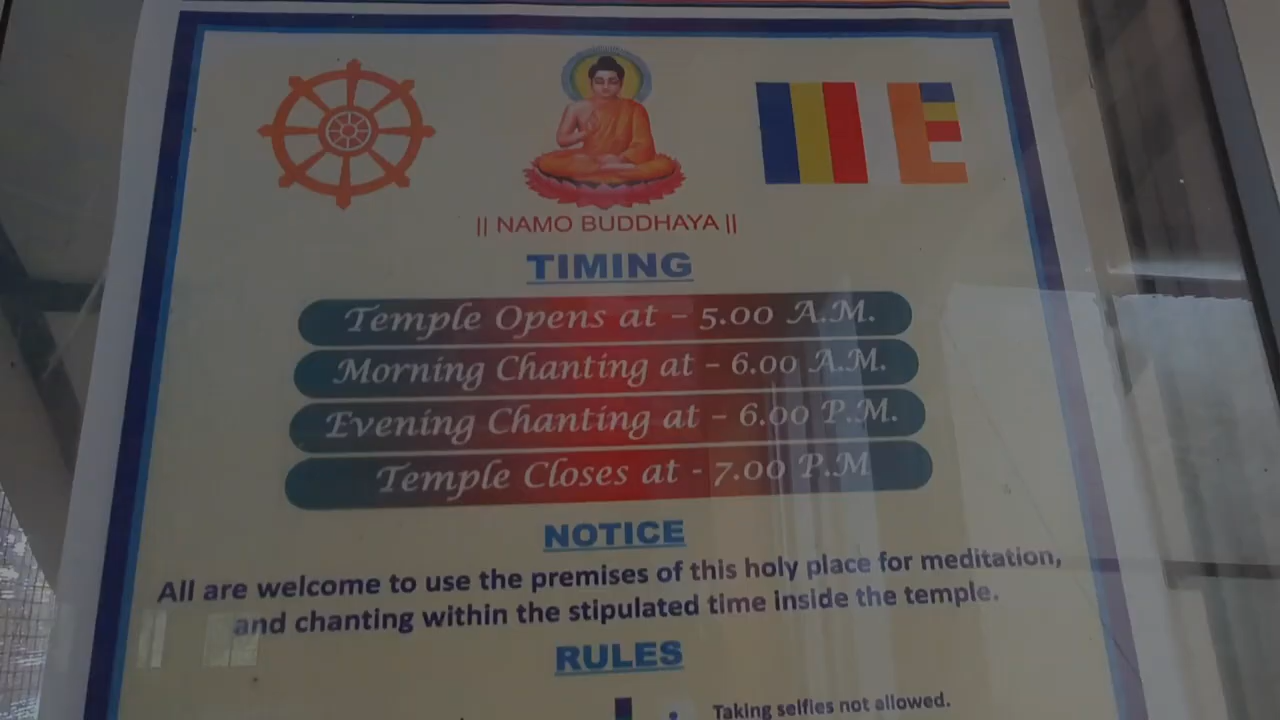 || NAMO BUDDHAYA ||
TIMING
Temple Opens at - 5.00 A.M.
Morning Chanting at - 6.00 A.M.
Evening Chanting at - 6.00 P.M.
Temple Closes at - 7.00 P.M
NOTICE
All are welcome to use the premises of this holy place for meditation,
and chanting within the stipulated time inside the temple.
RULES
Taking selfies not allowed.